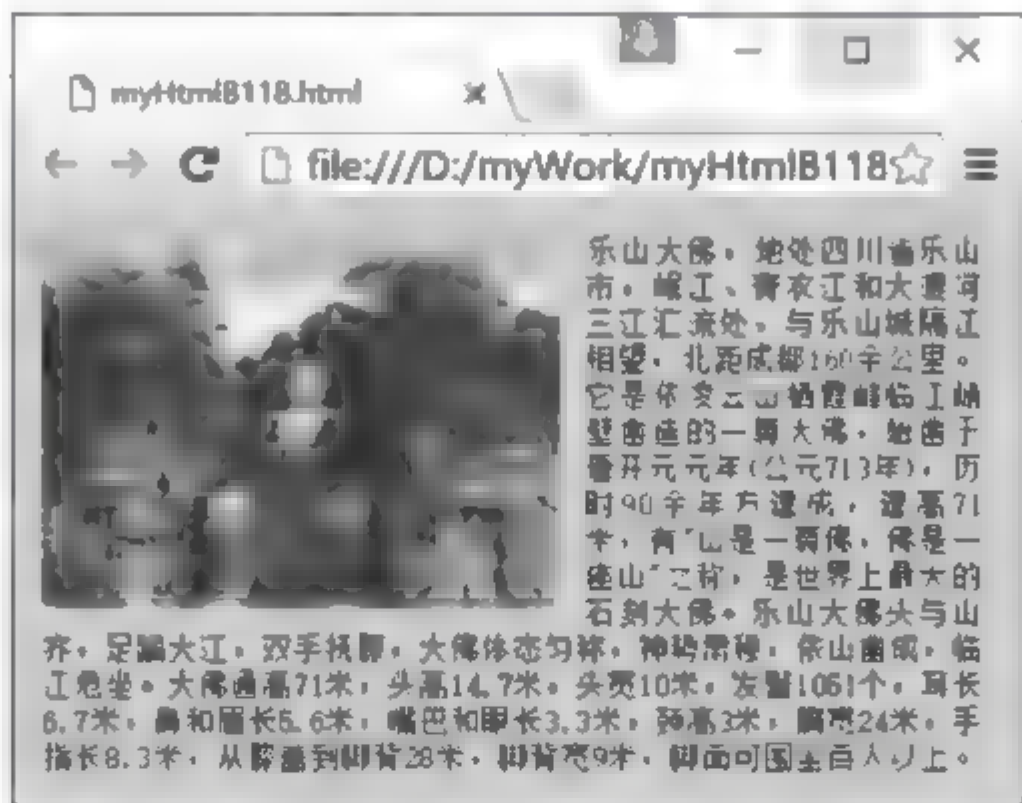 myHtmlB118.html
file:///D:/myWork/myHtmlB118
乐山大佛,地处四川省乐山
市,岷江、青衣江和大渡河
三江汇流处,与乐山城隔江
相望,北距成都160余公里。
它是依凌云山栖霞峰临江峭
壁凿造的一尊大佛,始凿于
唐开元元年(公元713年),历
时90余年方建成,通高71
米,有“山是一尊佛,佛是一
座山”之称,是世界上最大的
石刻大佛。乐山大佛头与山
齐,足踏大江,双手抚膝,大佛体态匀称,神势肃穆,依山凿成,临
江危坐。大佛通高71米,头高14.7米,头宽10米,发髻1051个,耳长
6.7米,鼻和眉长5.6米,嘴巴和眼长3.3米,颈高3米,肩宽24米,手
指长8.3米,从膝盖到脚背28米,脚背宽9米,脚面可围坐百人以上。